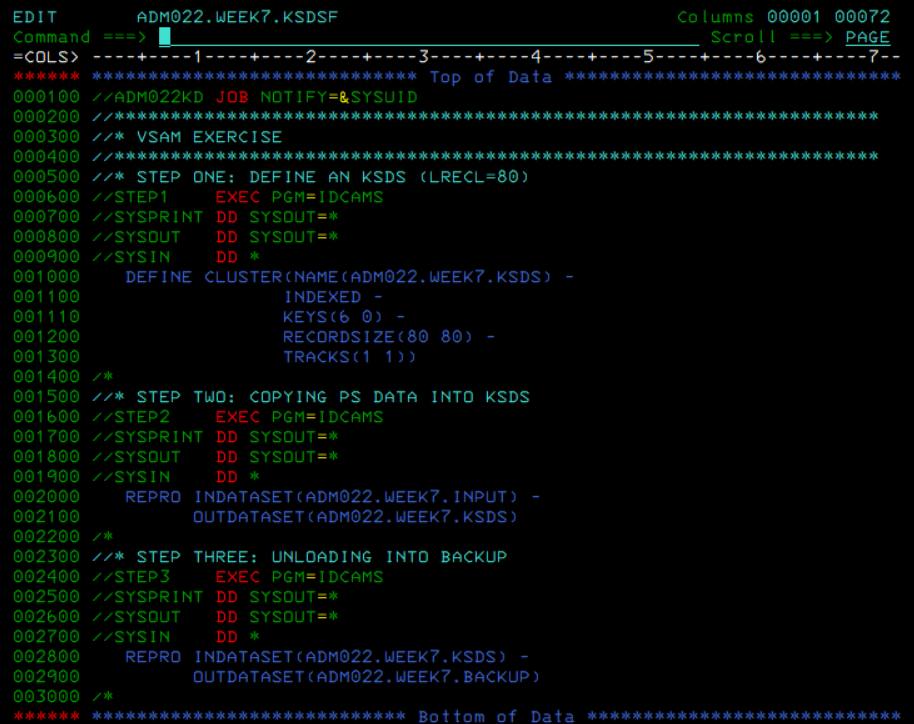 EDIT       ADM022.WEEK7.KSDSF                              Columns 00001 00072
Command ===>                                                  Scroll ===> PAGE
=COLS> ----+----1----+----2----+----3----+----4----+----5----+----6----+----7--
****** ***************************** Top of Data ******************************
000100 //ADM022KD JOB NOTIFY=&SYSUID
000200 //********************************************************************
000300 //* VSAM EXERCISE
000400 //********************************************************************
000500 //* STEP ONE: DEFINE AN KSDS (LRECL=80)
000600 //STEP1    EXEC PGM=IDCAMS
000700 //SYSPRINT DD SYSOUT=*
000800 //SYSOUT   DD SYSOUT=*
000900 //SYSIN    DD *
001000    DEFINE CLUSTER(NAME(ADM022.WEEK7.KSDS) -
001100                  INDEXED -
001110                  KEYS(6 0) -
001200                  RECORDSIZE(80 80) -
001300                  TRACKS(1 1))
001400 /*
001500 //* STEP TWO: COPYING PS DATA INTO KSDS
001600 //STEP2    EXEC PGM=IDCAMS
001700 //SYSPRINT DD SYSOUT=*
001800 //SYSOUT   DD SYSOUT=*
001900 //SYSIN    DD *
002000    REPRO INDATASET(ADM022.WEEK7.INPUT) -
002100          OUTDATASET(ADM022.WEEK7.KSDS)
002200 /*
002300 //* STEP THREE: UNLOADING INTO BACKUP
002400 //STEP3    EXEC PGM=IDCAMS
002500 //SYSPRINT DD SYSOUT=*
002600 //SYSOUT   DD SYSOUT=*
002700 //SYSIN    DD *
002800    REPRO INDATASET(ADM022.WEEK7.KSDS) -
002900          OUTDATASET(ADM022.WEEK7.BACKUP)
003000 /*
****** **************************** Bottom of Data ****************************